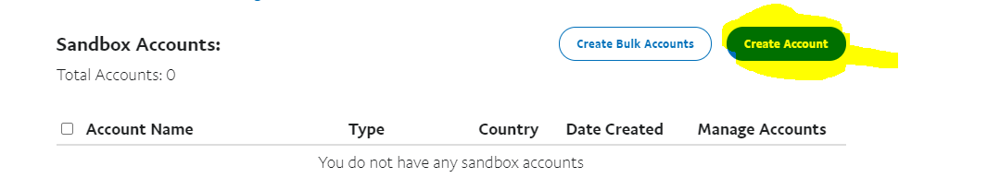 Sandbox Accounts:
Create Bulk Accounts
Create Account
Total Accounts: 0
Account Name Type Country Date Created Manage Accounts
You do not have any sandbox accounts